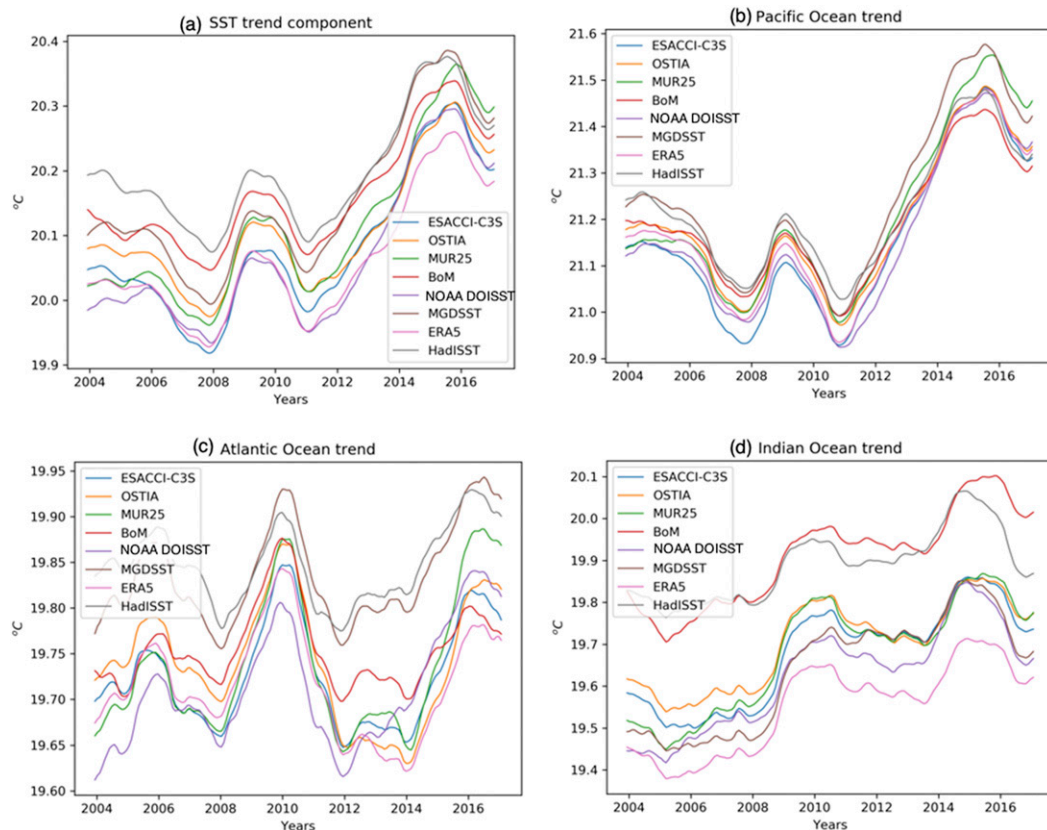 (a) SST trend component
20.4
20.3
20.2
20.1
20.0
19.9
°C
ESACCI-C3S
OSTIA
MUR25
BoM
NOAA DOISST
MGDSST
ERA5
HadISST
2004 2006 2008 2010 2012 2014 2016
Years
(b) Pacific Ocean trend
21.6
21.5
21.4
21.3
21.2
21.1
21.0
20.9
°C
ESACCI-C3S
OSTIA
MUR25
BoM
NOAA DOISST
MGDSST
ERA5
HadISST
2004 2006 2008 2010 2012 2014 2016
Years
(c) Atlantic Ocean trend
19.95
19.90
19.85
19.80
19.75
19.70
19.65
19.60
°C
ESACCI-C3S
OSTIA
MUR25
BoM
NOAA DOISST
MGDSST
ERA5
HadISST
2004 2006 2008 2010 2012 2014 2016
Years
(d) Indian Ocean trend
20.1
20.0
19.9
19.8
19.7
19.6
19.5
19.4
°C
ESACCI-C3S
OSTIA
MUR25
BoM
NOAA DOISST
MGDSST
ERA5
HadISST
2004 2006 2008 2010 2012 2014 2016
Years